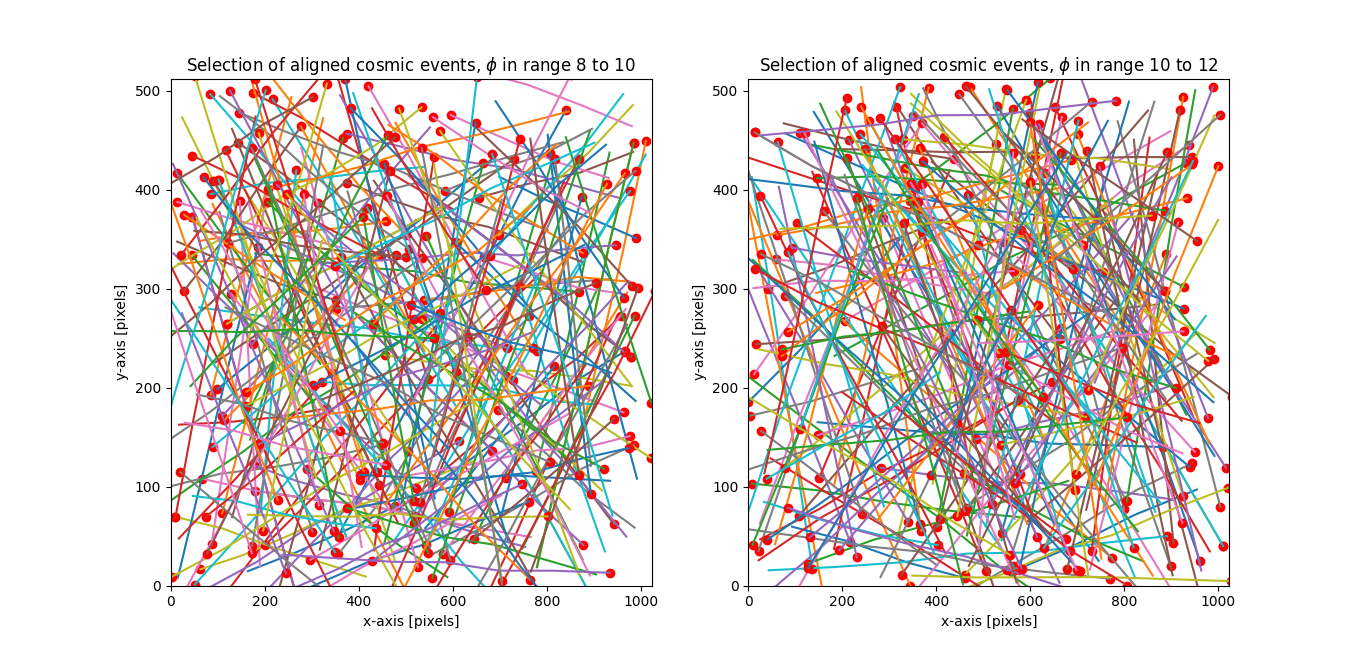 Selection of aligned cosmic events, ϕ in range 8 to 10
500
400
300
200
100
0
y-axis [pixels]
0 200 400 600 800 1000
x-axis [pixels]
Selection of aligned cosmic events, ϕ in range 10 to 12
500
400
300
200
100
0
y-axis [pixels]
0 200 400 600 800 1000
x-axis [pixels]